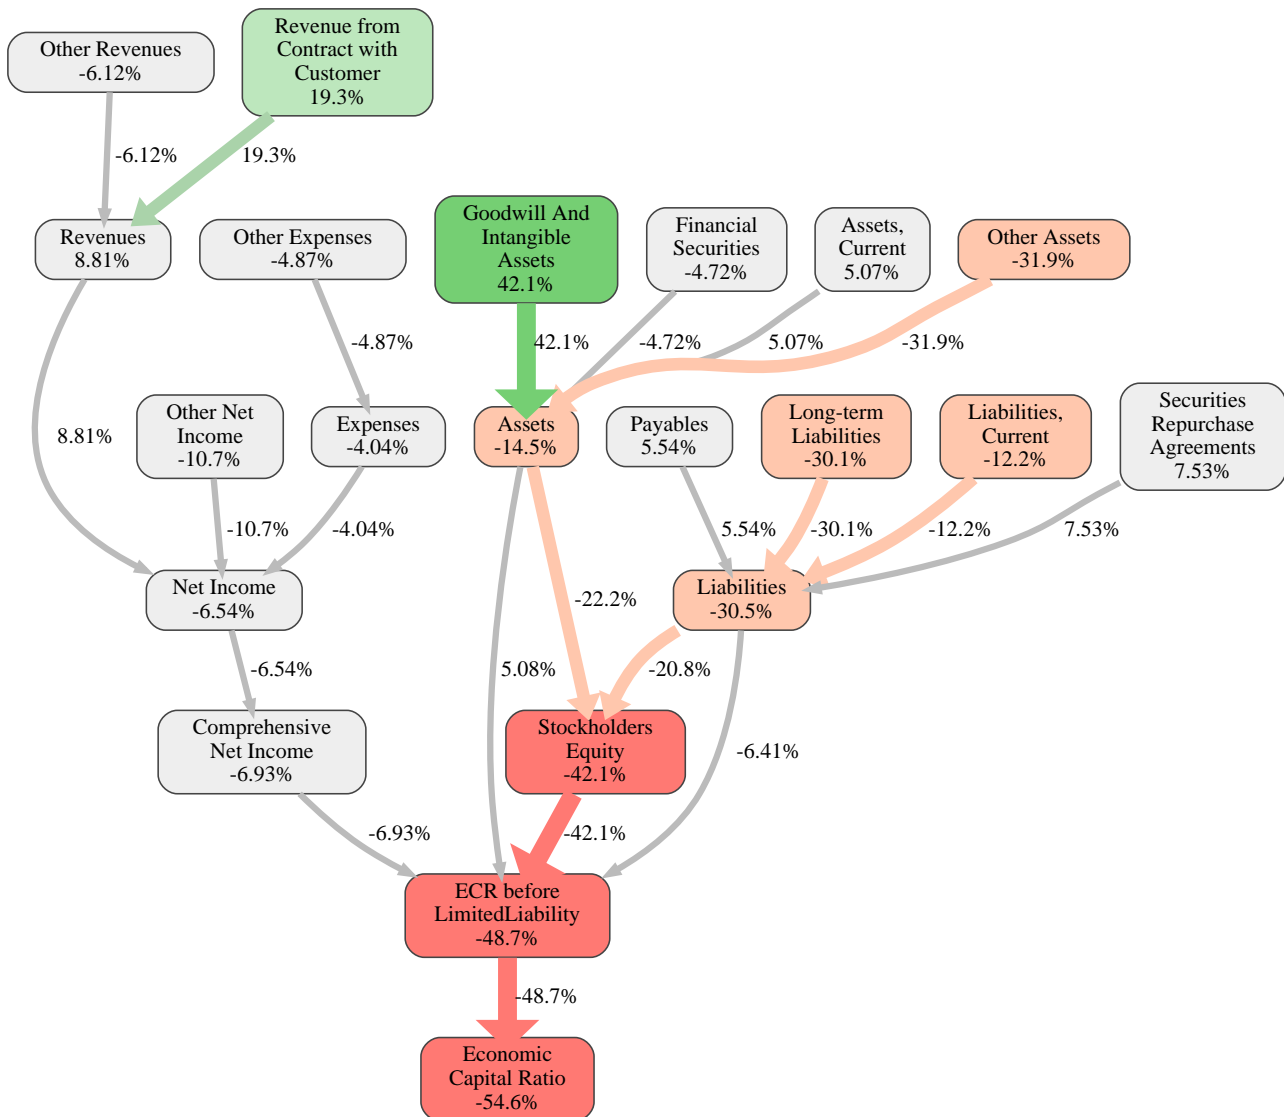 Other Revenues
-6.12%
Revenue from
Contract with
Customer
19.3%
-6.12%
19.3%
Revenues
8.81%
Other Expenses
-4.87%
Goodwill And
Intangible
Assets
42.1%
Financial
Securities
-4.72%
Assets,
Current
5.07%
Other Assets
-31.9%
-4.87%
42.1%
-4.72%
5.07%
-31.9%
8.81%
Other Net
Income
-10.7%
Expenses
-4.04%
Assets
-14.5%
Payables
5.54%
Long-term
Liabilities
-30.1%
Liabilities,
Current
-12.2%
Securities
Repurchase
Agreements
7.53%
-10.7%
-4.04%
5.54%
-30.1%
-12.2%
7.53%
Net Income
-6.54%
-22.2%
Liabilities
-30.5%
-6.54%
5.08%
-20.8%
Comprehensive
Net Income
-6.93%
Stockholders
Equity
-42.1%
-6.41%
-6.93%
-42.1%
ECR before
LimitedLiability
-48.7%
-48.7%
Economic
Capital Ratio
-54.6%